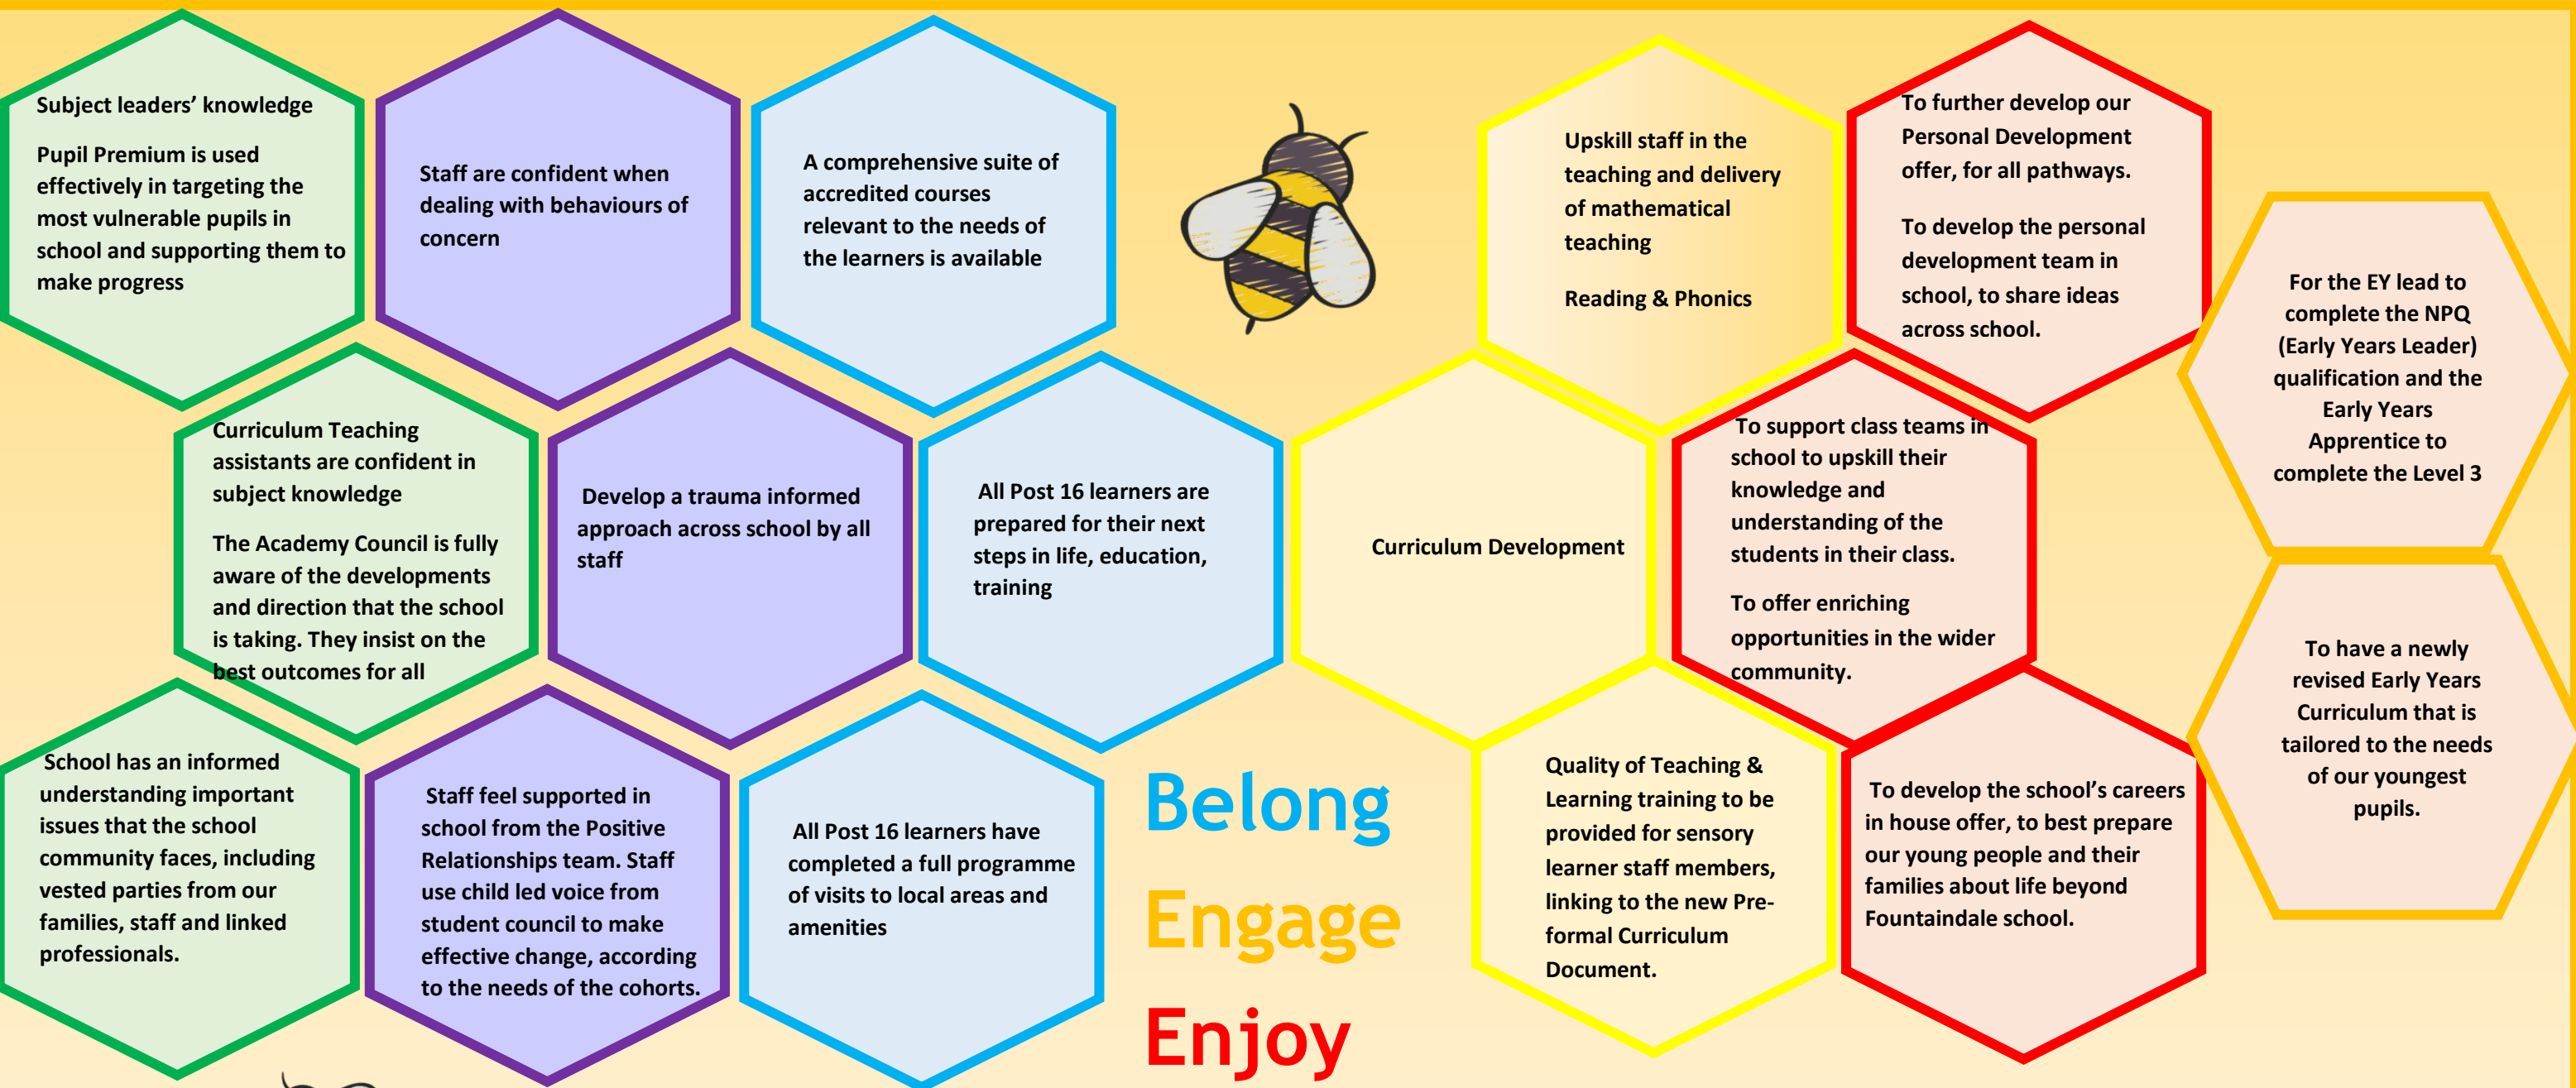 Subject leaders’ knowledge
Pupil Premium is used
effectively in targeting the
most vulnerable pupils in
school and supporting them to
make progress
Staff are confident when
dealing with behaviours of
concern
A comprehensive suite of
accredited courses
relevant to the needs of
the learners is available
Upskill staff in the
teaching and delivery
of mathematical
teaching
Reading & Phonics
To further develop our
Personal Development
offer, for all pathways.
To develop the personal
development team in
school, to share ideas
across school.
For the EY lead to
complete the NPQ
(Early Years Leader)
qualification and the
Early Years
Apprentice to
complete the Level 3
Curriculum Teaching
assistants are confident in
subject knowledge
The Academy Council is fully
aware of the developments
and direction that the school
is taking. They insist on the
best outcomes for all
Develop a trauma informed
approach across school by all
staff
All Post 16 learners are
prepared for their next
steps in life, education,
training
Curriculum Development
To support class teams in
school to upskill their
knowledge and
understanding of the
students in their class.
To offer enriching
opportunities in the wider
community.
To have a newly
revised Early Years
Curriculum that is
tailored to the needs
of our youngest
pupils.
School has an informed
understanding important
issues that the school
community faces, including
vested parties from our
families, staff and linked
professionals.
Staff feel supported in
school from the Positive
Relationships team. Staff
use child led voice from
student council to make
effective change, according
to the needs of the cohorts.
All Post 16 learners have
completed a full programme
of visits to local areas and
amenities
Belong
Engage
Enjoy
Quality of Teaching &
Learning training to be
provided for sensory
learner staff members,
linking to the new Pre-
formal Curriculum
Document.
To develop the school’s careers
in house offer, to best prepare
our young people and their
families about life beyond
Fountaindale school.